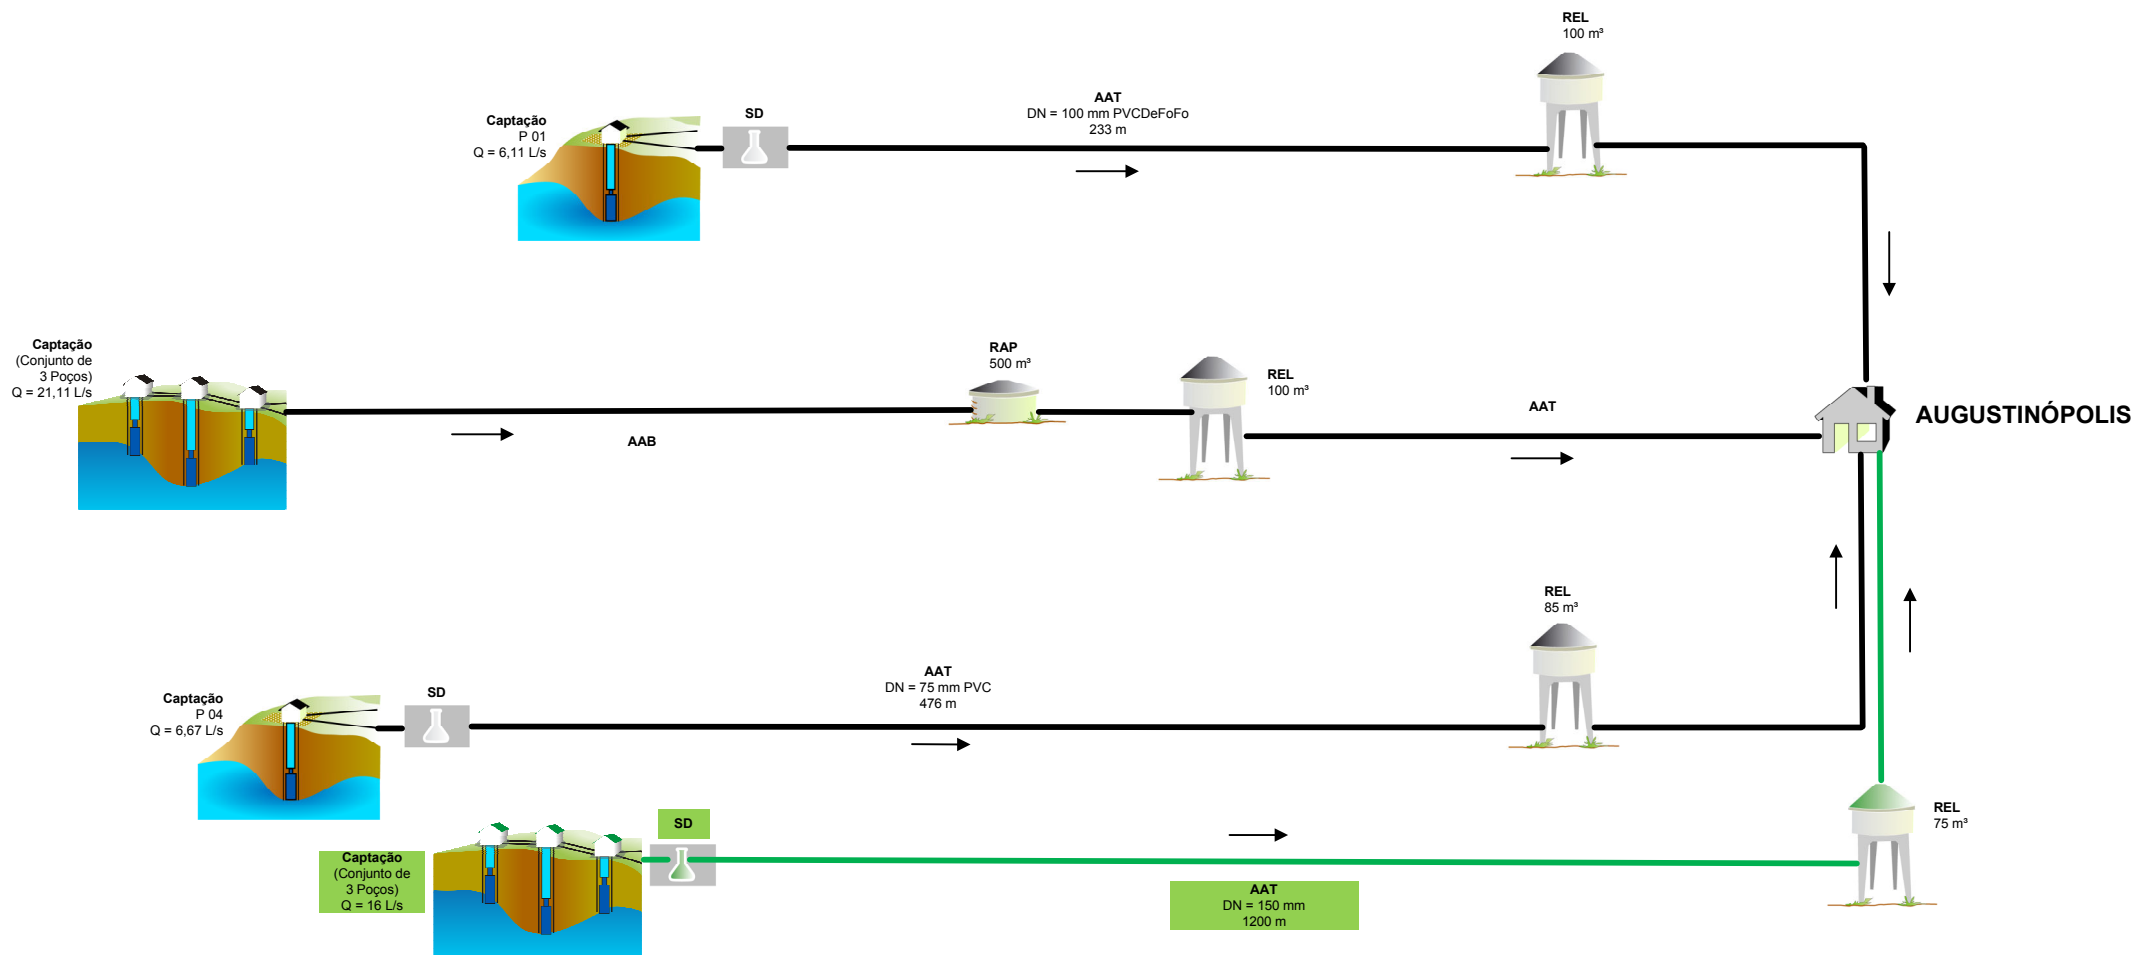 REL
100 m³
AAT
DN = 100 mm PVCDeFoFo
233 m
SD
Captação
P 01
Q = 6,11 L/s
Captação
(Conjunto de
3 Poços)
Q = 21,11 L/s
RAP
500 m³
REL
100 m³
AAB
AAT
AUGUSTINÓPOLIS
REL
85 m³
AAT
DN = 75 mm PVC
476 m
SD
Captação
P 04
Q = 6,67 L/s
REL
75 m³
SD
Captação
(Conjunto de
3 Poços)
Q = 16 L/s
AAT
DN = 150 mm
1200 m